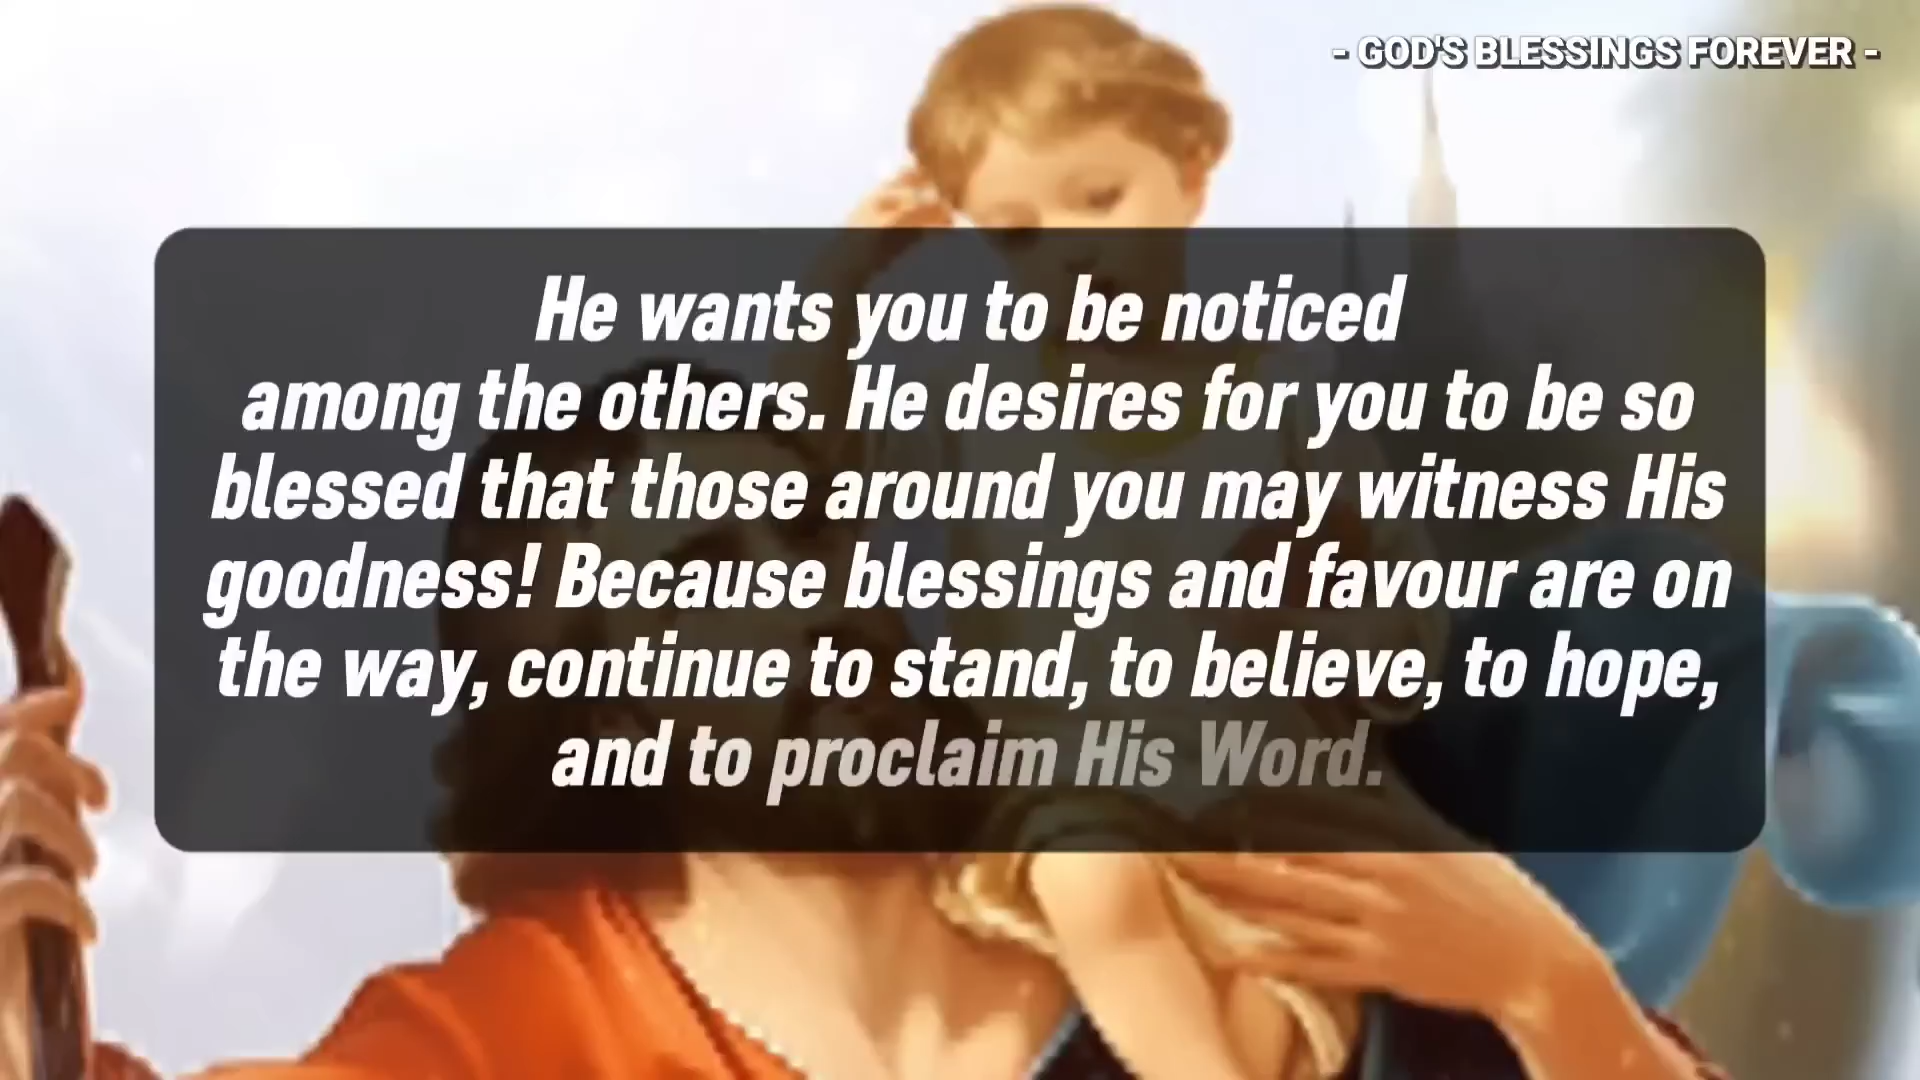 - GOD'S BLESSINGS FOREVER -
He wants you to be noticed
among the others. He desires for you to be so
blessed that those around you may witness His
goodness! Because blessings and favour are on
the way, continue to stand, to believe, to hope,
and to proclaim His Word.